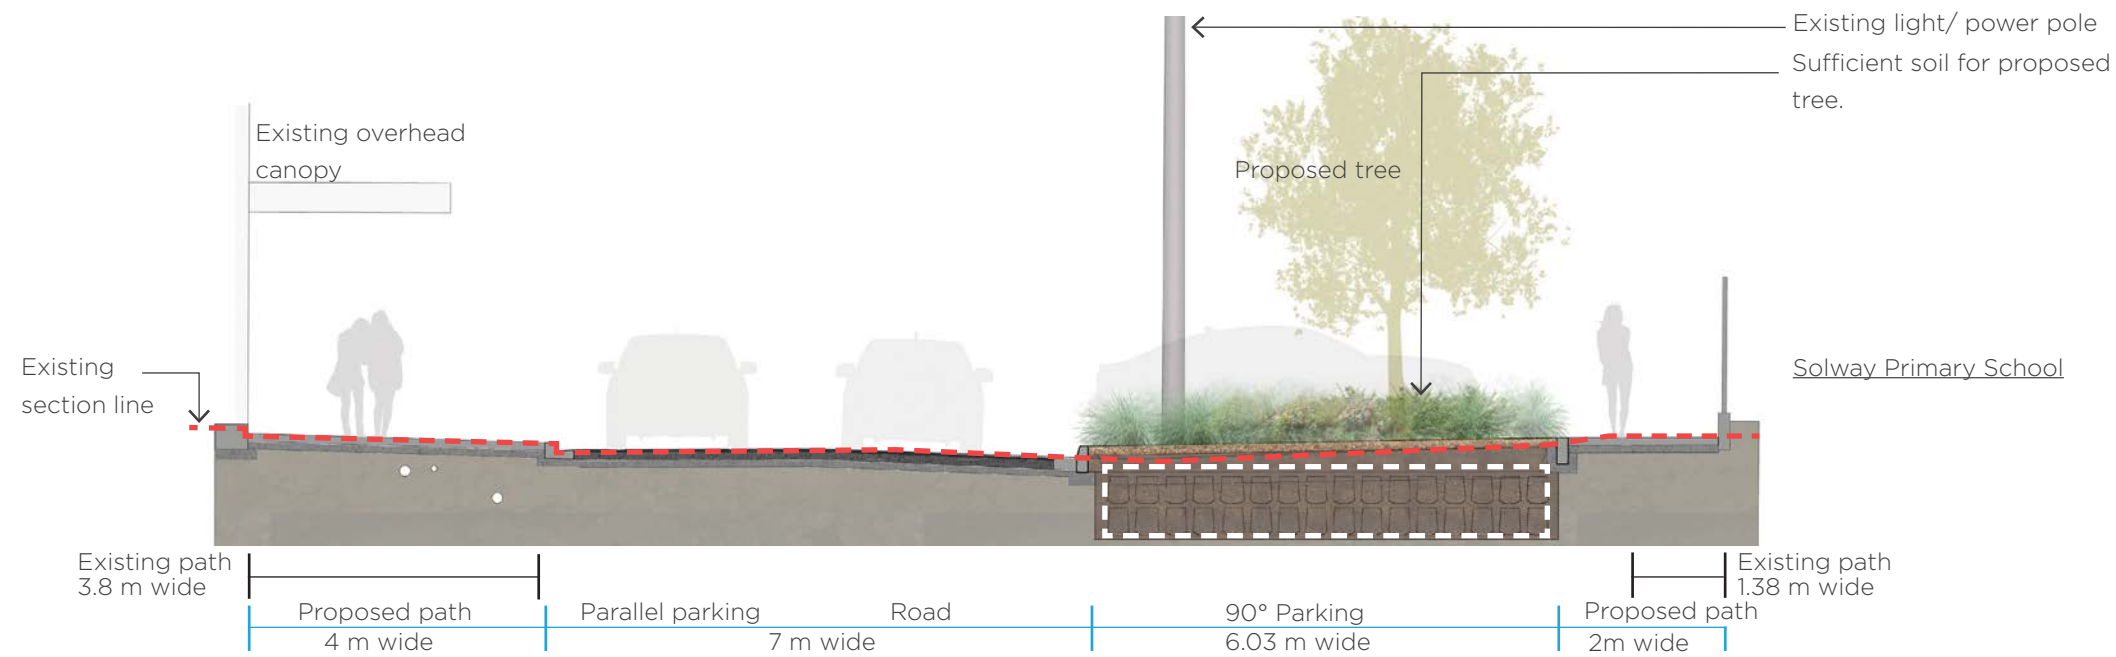 Existing light/ power pole
Sufficient soil for proposed
tree.
Existing overhead
canopy
Proposed tree
Existing
section line
Solway Primary School
Existing path
3.8 m wide
Existing path
1.38 m wide
Proposed path
4 m wide
Parallel parking
Road
7 m wide
90° Parking
6.03 m wide
Proposed path
2m wide